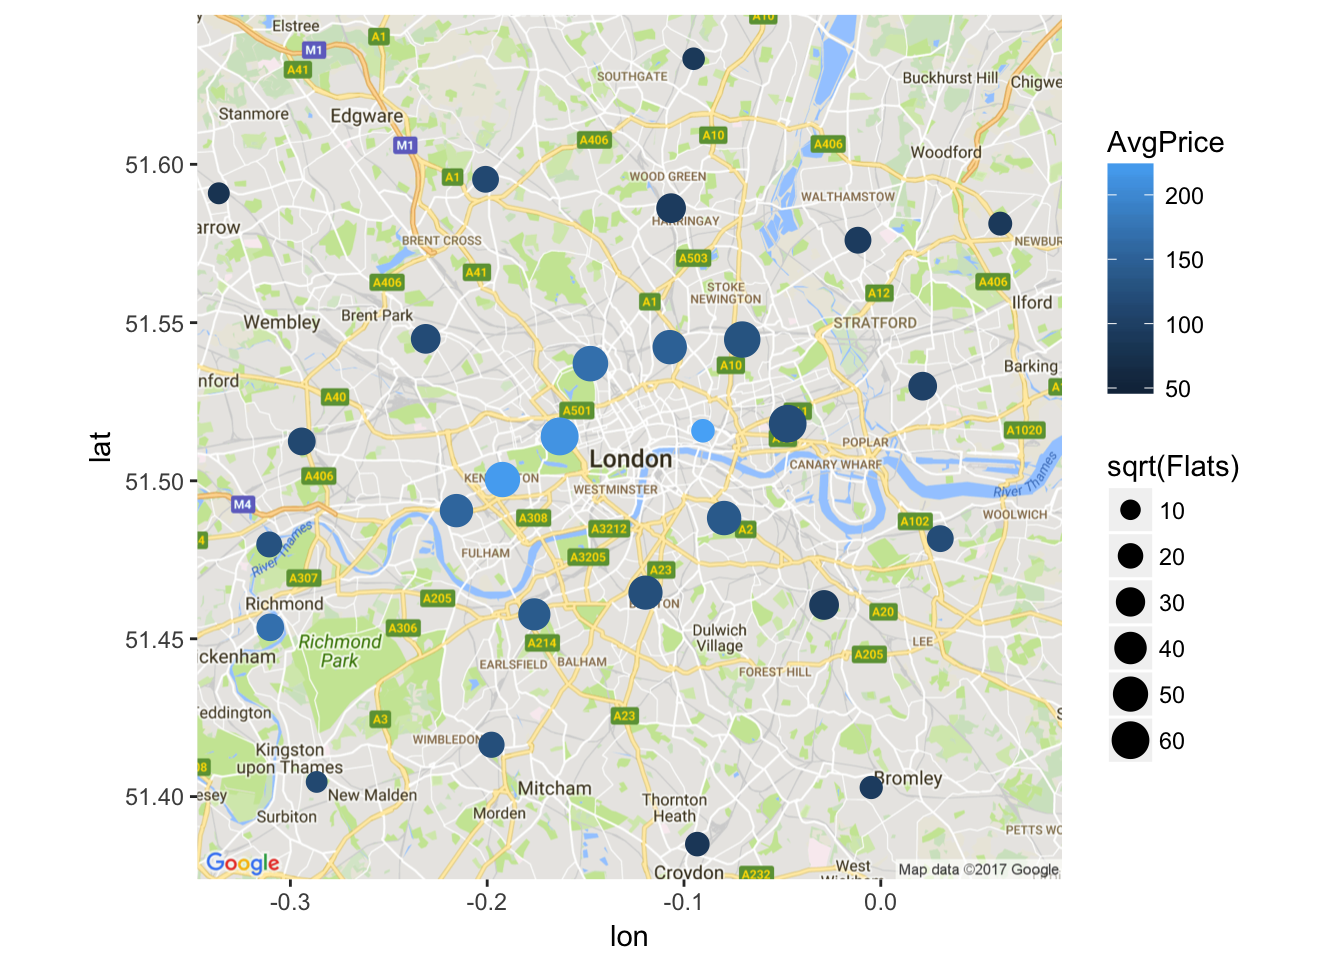 Elstree
A1
A10
M1
A41
SOUTHGATE
Buckhurst Hill
Chigwe
Stanmore
Edgware
A406
A10
A406
M1
Woodford
51.60
A1
WOOD GREEN
WALTHAMSTOW
arrow
HARRINGAY
BRENT CROSS
NEWBUR
A503
A41
A406
A406
STOKE
NEWINGTON
A12
A1
Ilford
51.55
Wembley
Brent Park
STRATFORD
A10
Barking
nford
A40
A501
A1020
POPLAR
London
CANARY WHARF
A406
51.50
WESTMINSTER
River Thames
M4
A308
A3212
A2
A102
WOOLWICH
4
River Thames
FULHAM
A3205
A307
A23
A205
Richmond
A20
A306
51.45
Richmond
Park
A214
Dulwich
Village
LEE
ckenham
A205
EARLSFIELD
BALHAM
FOREST HILL
eddington
A3
A23
WIMBLEDON
Kingston
upon Thames
Bromley
51.40
esey
New Malden
Mitcham
Thornton
Heath
Surbiton
Morden
PETTS WO
Google
Croydon
A232
West
Map data ©2017 Google
-0.3
-0.2
-0.1
0.0
lon
lat
AvgPrice
200
150
100
50
sqrt(Flats)
10
20
30
40
50
60